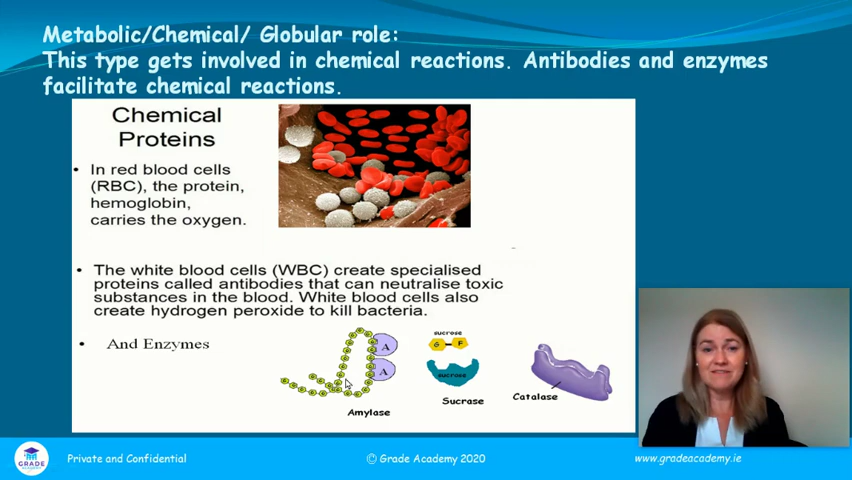 Metabolic/Chemical/ Globular role:
This type gets involved in chemical reactions. Antibodies and enzymes
facilitate chemical reactions.
Chemical
Proteins
• In red blood cells
(RBC), the protein,
hemoglobin,
carries the oxygen.
• The white blood cells (WBC) create specialised
proteins called antibodies that can neutralise toxic
substances in the blood. White blood cells also
create hydrogen peroxide to kill bacteria.
• And Enzymes
A
A
Amylase
sucrose
G F
sucrose
Sucrase
Catalase
GRADE
ACADEMY
Private and Confidential
© Grade Academy 2020
www.gradeacademy.ie